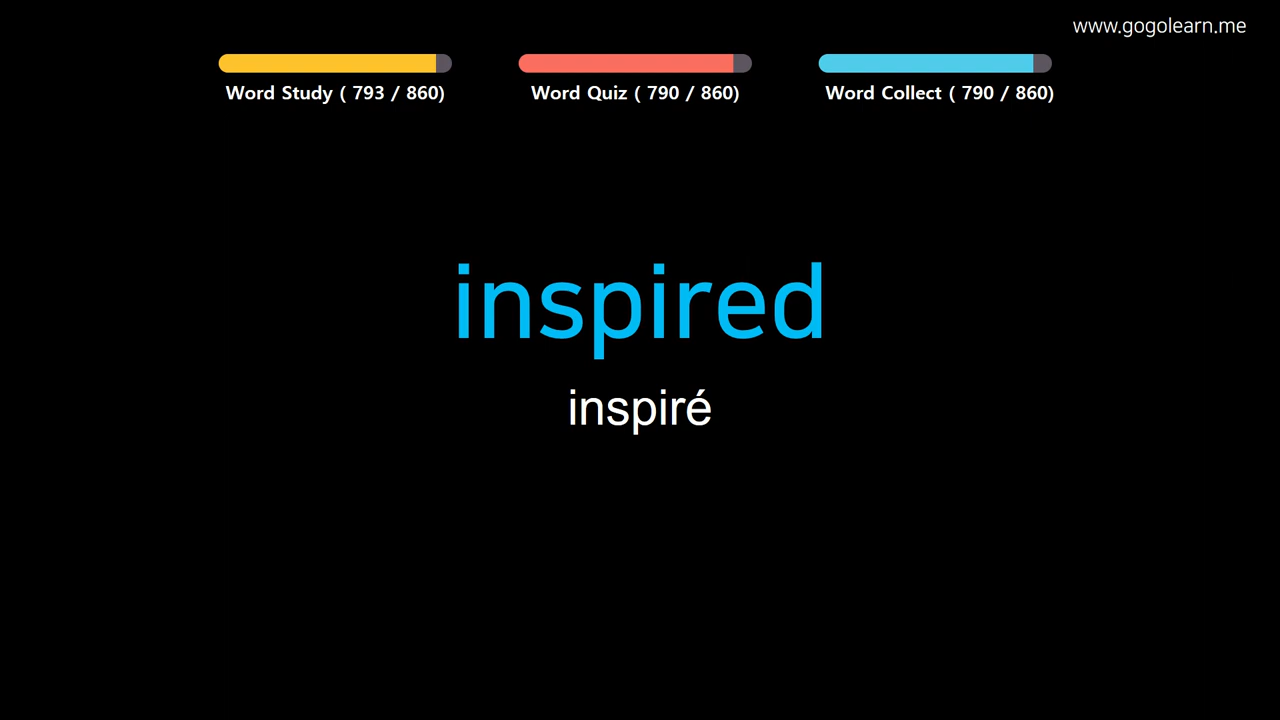 www.gogolearn.me
Word Study ( 793 / 860)
Word Quiz ( 790 / 860)
Word Collect ( 790 / 860)
inspired
inspiré